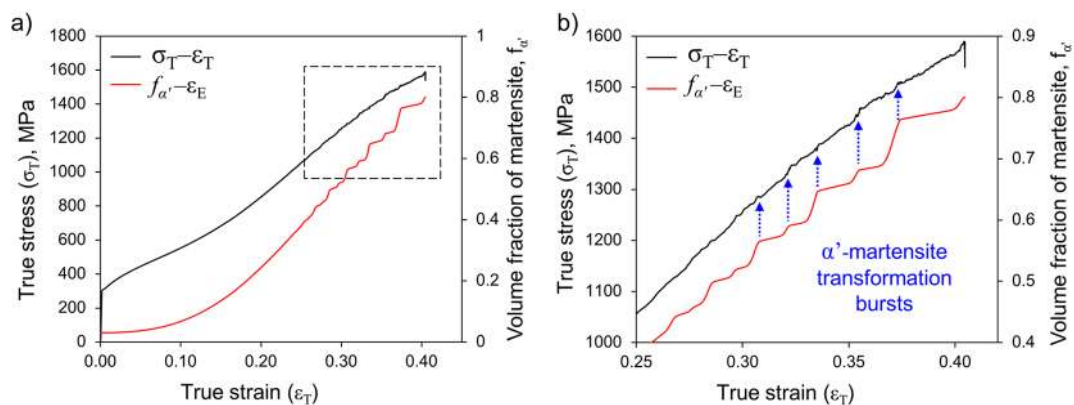 a)
True stress (σT), MPa
1800
1600
1400
1200
1000
800
600
400
200
0
σT–εT
fα'–εE
1
0.8
0.6
0.4
0.2
0
Volume fraction of martensite, fα'
0.00
0.10
0.20
0.30
0.40
0.50
True strain (εT)
b)
True stress (σT), MPa
1600
1500
1400
1300
1200
1100
1000
σT–εT
fα'–εE
α'-martensite
transformation
bursts
0.9
0.8
0.7
0.6
0.5
0.4
Volume fraction of martensite, fα'
0.25
0.30
0.35
0.40
True strain (εT)